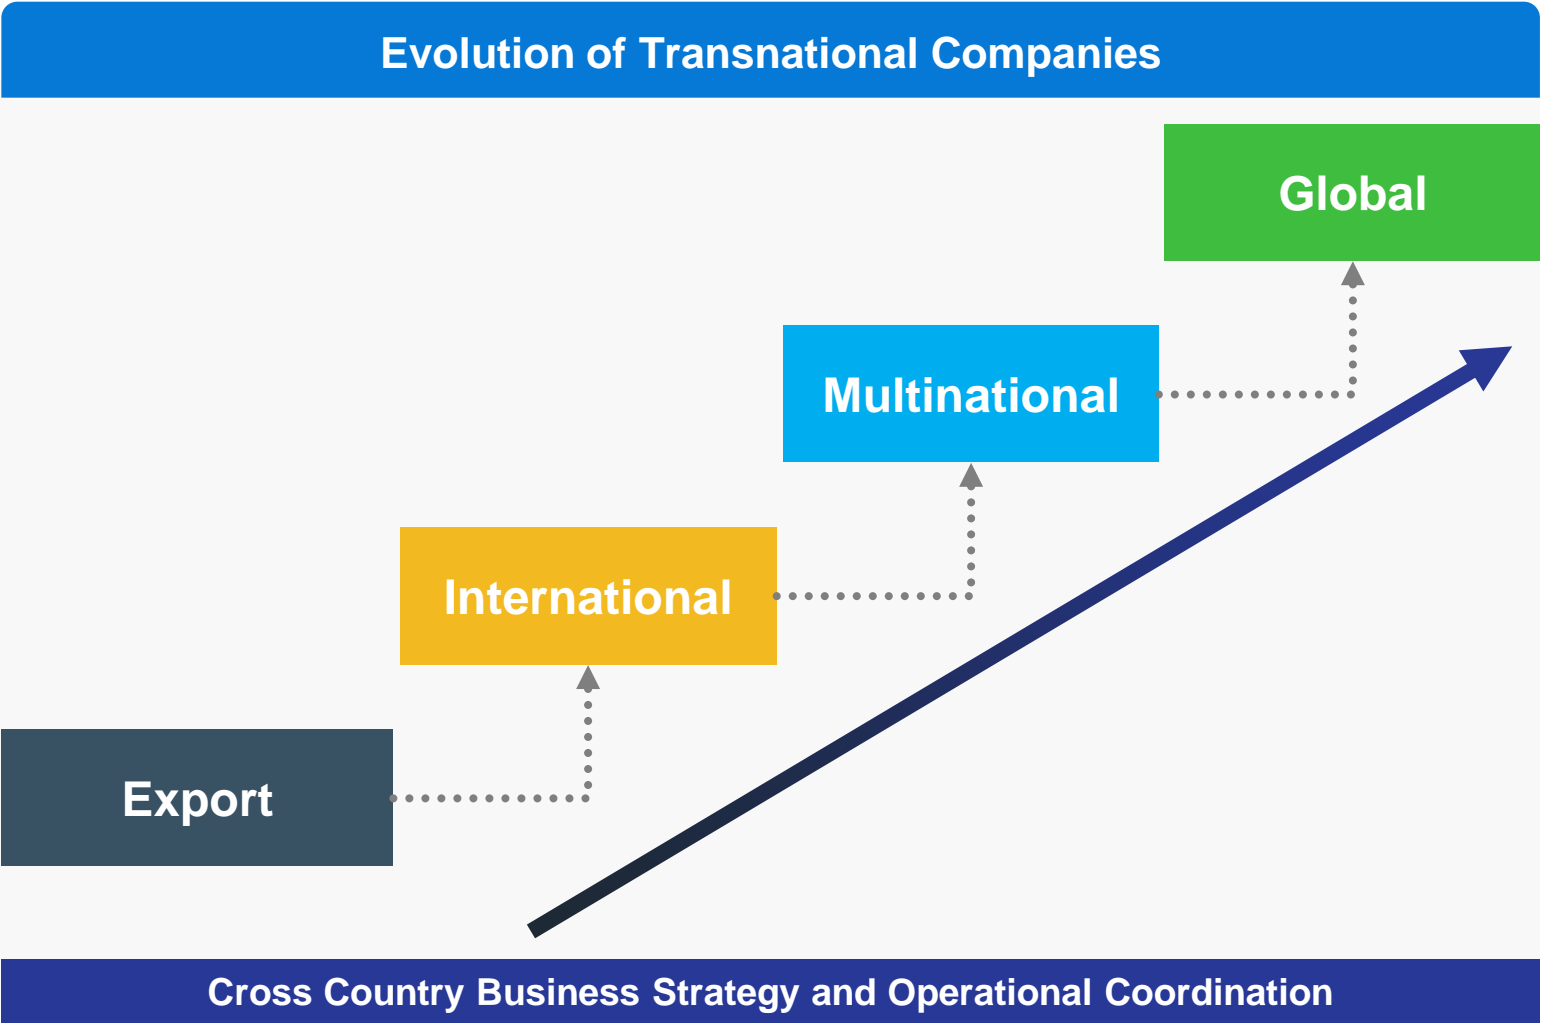 Evolution of Transnational Companies
Global
Multinational
International
Export
Cross Country Business Strategy and Operational Coordination